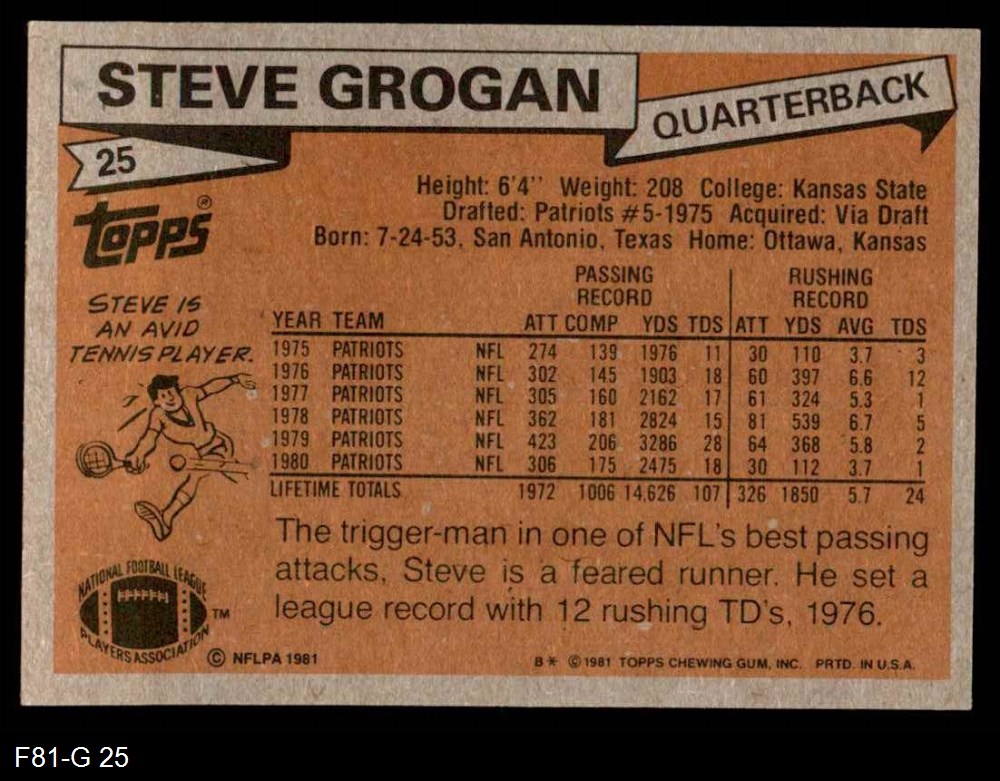 STEVE GROGAN
QUARTERBACK
25
Height: 6'4'' Weight: 208 College: Kansas State
Drafted: Patriots #5-1975 Acquired: Via Draft
Born: 7-24-53, San Antonio, Texas Home: Ottawa, Kansas
TOPPS®
STEVE IS
AN AVID
TENNIS PLAYER.
PASSING RUSHING
RECORD RECORD
YEAR TEAM ATT COMP YDS TDS ATT YDS AVG TDS
1975 PATRIOTS NFL 274 139 1976 11 30 110 3.7 3
1976 PATRIOTS NFL 302 145 1903 18 60 397 6.6 12
1977 PATRIOTS NFL 305 160 2162 17 61 324 5.3 1
1978 PATRIOTS NFL 362 181 2824 15 81 539 6.7 5
1979 PATRIOTS NFL 423 206 3286 28 64 368 5.8 2
1980 PATRIOTS NFL 306 175 2475 18 30 112 3.7 1
LIFETIME TOTALS 1972 1006 14,626 107 326 1850 5.7 24
The trigger-man in one of NFL's best passing
attacks, Steve is a feared runner. He set a
league record with 12 rushing TD's, 1976.
NATIONAL FOOTBALL LEAGUE
PLAYERS ASSOCIATION
TM
© NFLPA 1981
B* © 1981 TOPPS CHEWING GUM, INC. PRTD. IN U.S.A.
F81-G 25